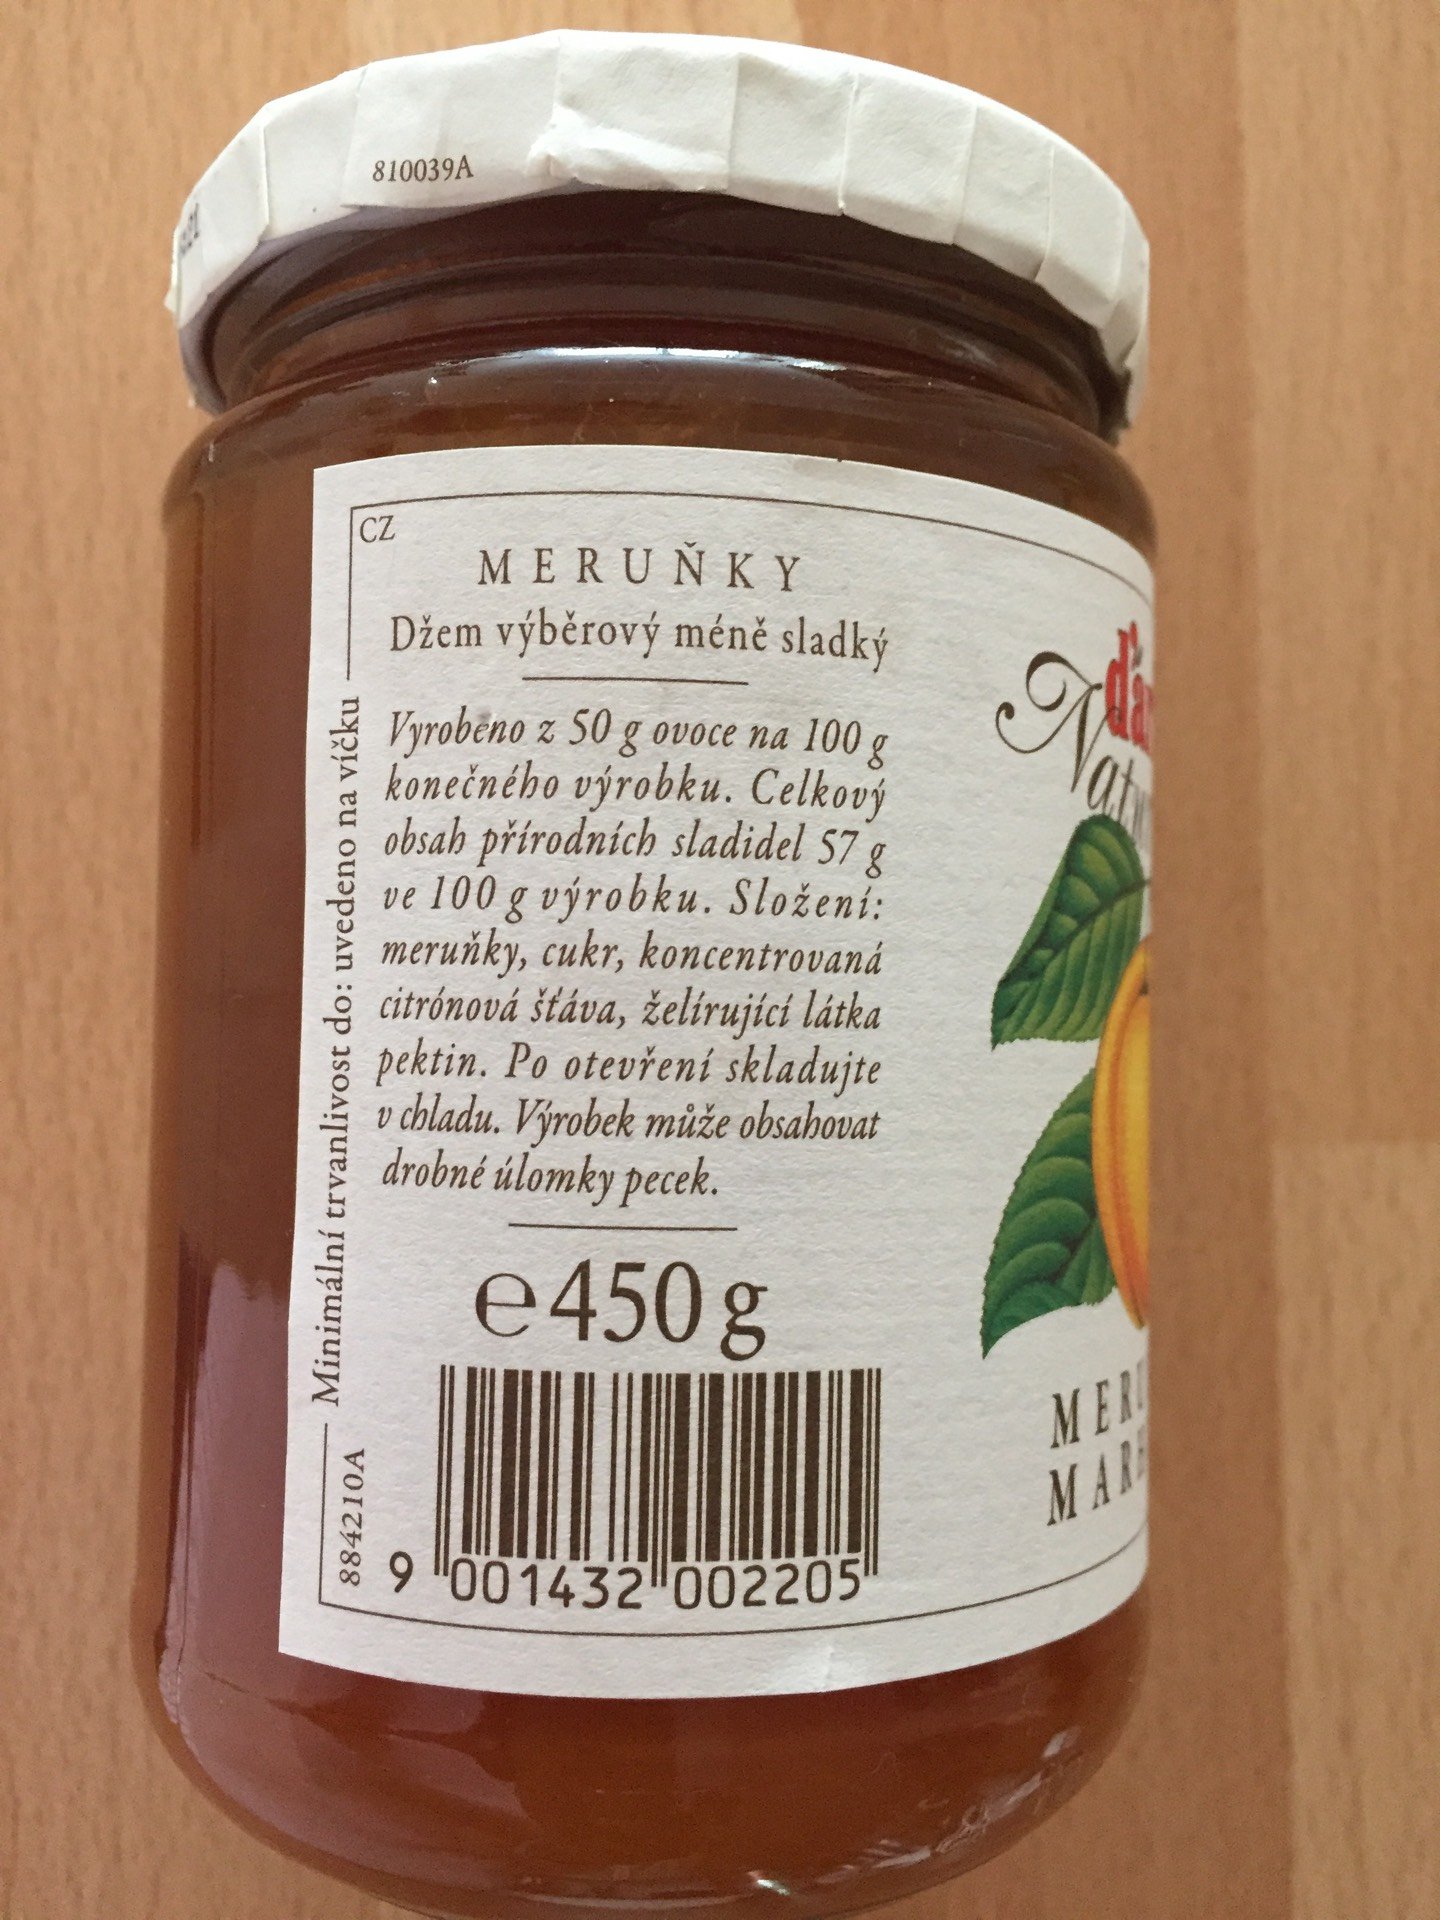 810039A
CZ
MERUŇKY
Džem výběrový méně sladký
Vyrobeno z 50 g ovoce na 100 g
konečného výrobku. Celkový
obsah přírodních sladidel 57 g
ve 100 g výrobku. Složení:
meruňky, cukr, koncentrovaná
citrónová šťáva, želírující látka
pektin. Po otevření skladujte
v chladu. Výrobek může obsahovat
drobné úlomky pecek.
℮450 g
9 001432 002205
Minimální trvanlivost do: uvedeno na víčku
884210A